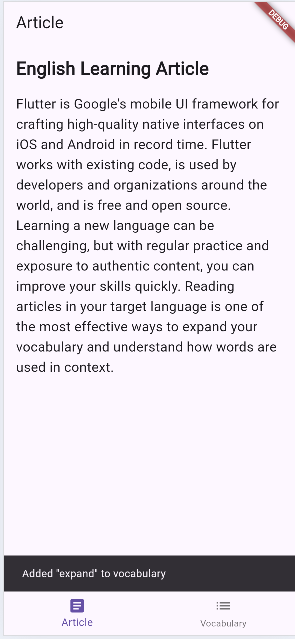 Article
DEBUG
English Learning Article
Flutter is Google's mobile UI framework for
crafting high-quality native interfaces on
iOS and Android in record time. Flutter
works with existing code, is used by
developers and organizations around the
world, and is free and open source.
Learning a new language can be
challenging, but with regular practice and
exposure to authentic content, you can
improve your skills quickly. Reading
articles in your target language is one of
the most effective ways to expand your
vocabulary and understand how words are
used in context.
Added "expand" to vocabulary
Article
Vocabulary